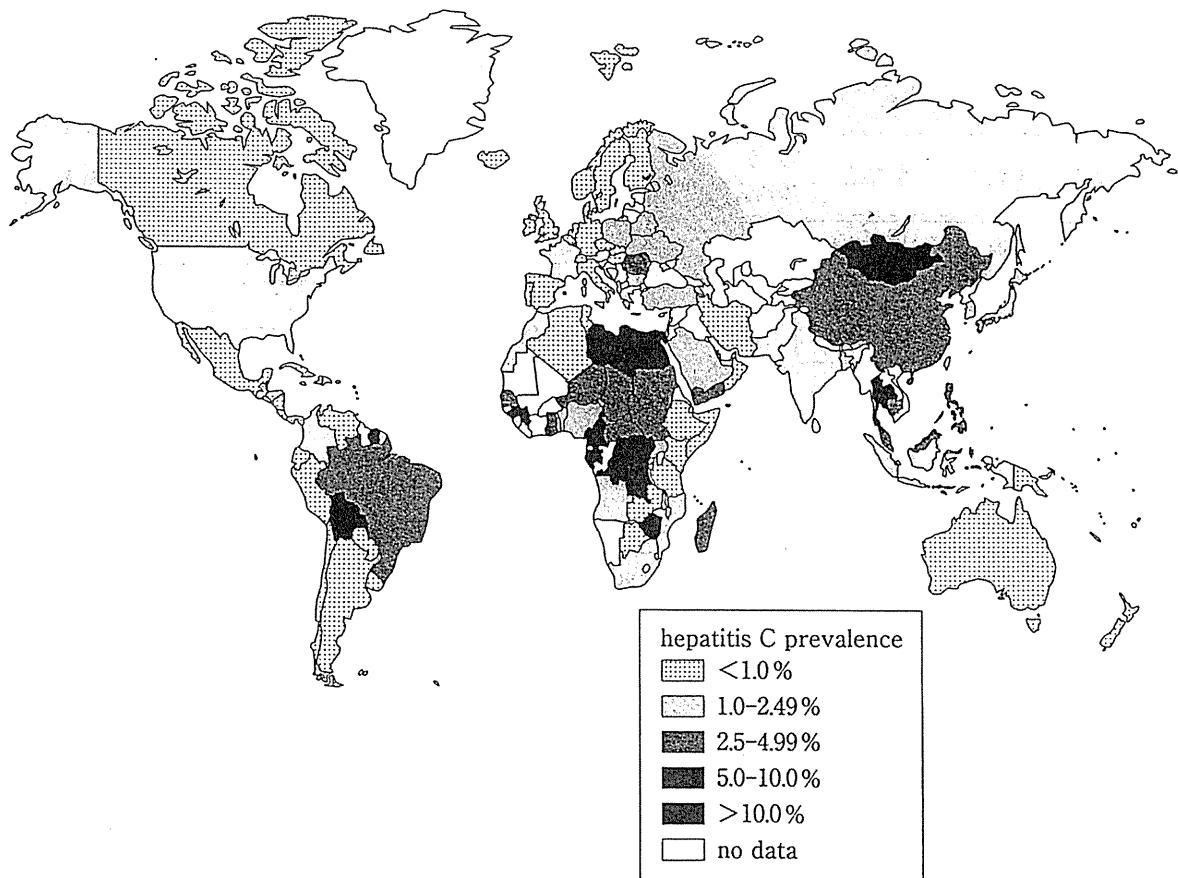 hepatitis C prevalence
<1.0%
1.0–2.49%
2.5–4.99%
5.0–10.0%
>10.0%
no data